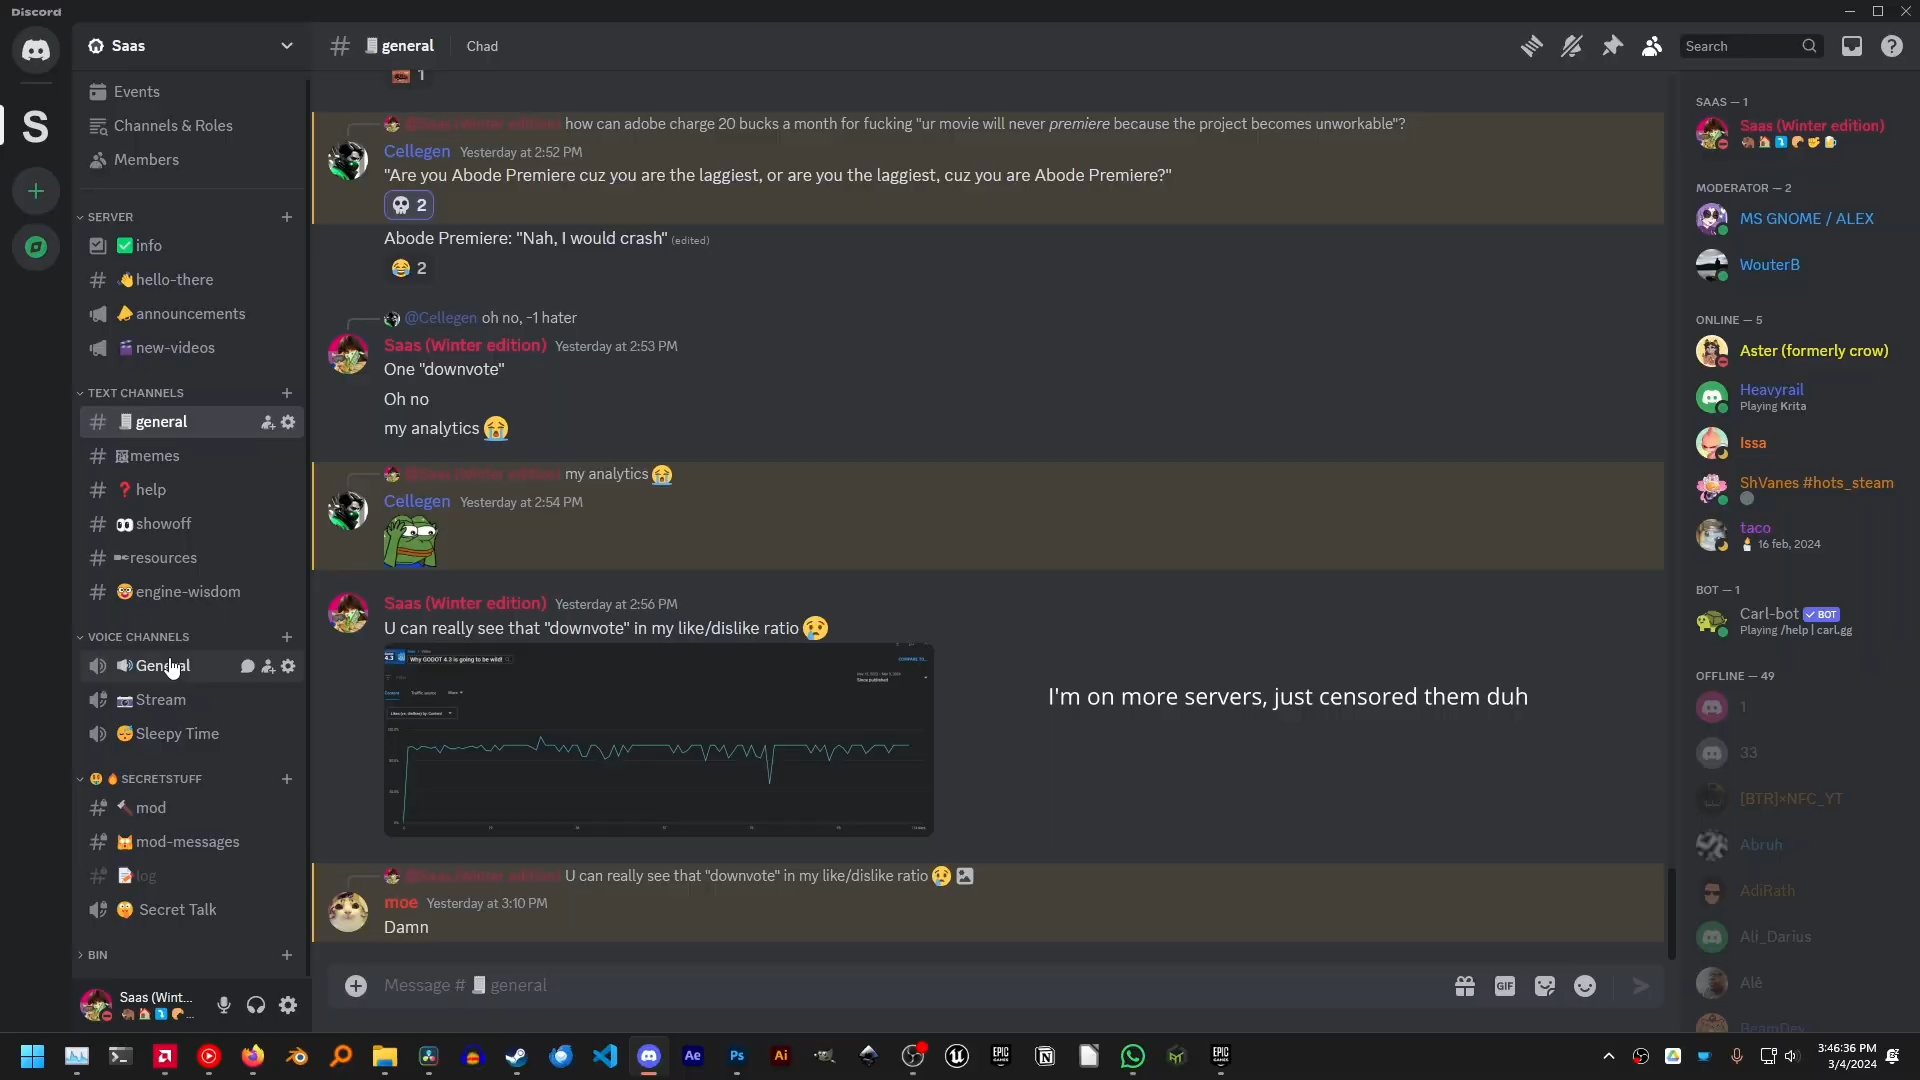 Discord
Saas
Events
Channels & Roles
Members
SERVER
info
hello-there
announcements
new-videos
TEXT CHANNELS
general
memes
help
showoff
resources
engine-wisdom
VOICE CHANNELS
General
Stream
Sleepy Time
SECRETSTUFF
mod
mod-messages
log
Secret Talk
BIN
Saas (Wint...
general
Chad
Search
1
@Saas (Winter edition) how can adobe charge 20 bucks a month for fucking "ur movie will never premiere because the project becomes unworkable"?
Cellegen Yesterday at 2:52 PM
"Are you Abode Premiere cuz you are the laggiest, or are you the laggiest, cuz you are Abode Premiere?"
2
Abode Premiere: "Nah, I would crash" (edited)
2
@Cellegen oh no, -1 hater
Saas (Winter edition) Yesterday at 2:53 PM
One "downvote"
Oh no
my analytics
@Saas (Winter edition) my analytics
Cellegen Yesterday at 2:54 PM
Saas (Winter edition) Yesterday at 2:56 PM
U can really see that "downvote" in my like/dislike ratio
Why GODOT 4.3 is going to be wild!
Since published
I'm on more servers, just censored them duh
@Saas (Winter edition) U can really see that "downvote" in my like/dislike ratio
moe Yesterday at 3:10 PM
Damn
Message # general
GIF
SAAS — 1
Saas (Winter edition)
MODERATOR — 2
MS GNOME / ALEX
WouterB
ONLINE — 5
Aster (formerly crow)
Heavyrail
Playing Krita
Issa
ShVanes #hots_steam
taco
16 feb, 2024
BOT — 1
Carl-bot BOT
Playing /help | carl.gg
OFFLINE — 49
1
33
[BTR]×NFC_YT
Abruh
AdiRath
Ali_Darius
Alè
BeamDev
Ae
Ps
Ai
EPIC GAMES
EPIC GAMES
3:46:36 PM
3/4/2024